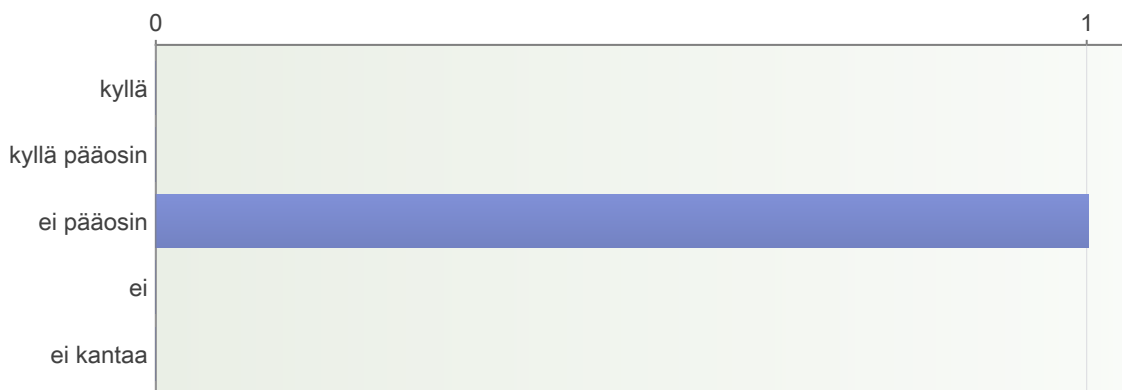 0 1
kyllä
kyllä pääosin
ei pääosin
ei
ei kantaa